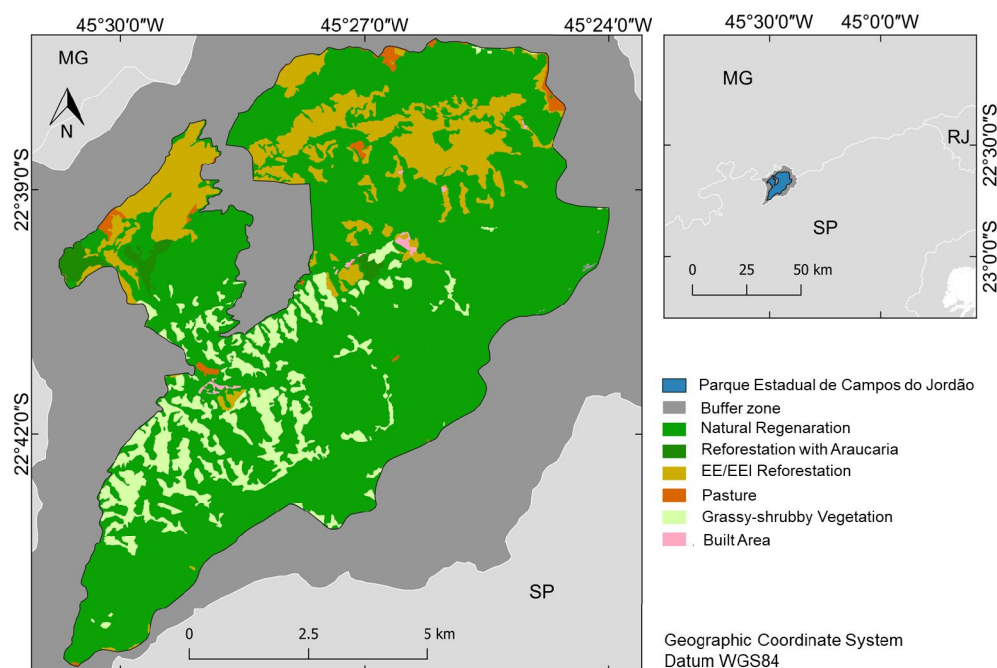 45°30′0″W
45°27′0″W
45°24′0″W
22°39′0″S
22°42′0″S
MG
N
SP
0
2.5
5 km
45°30′0″W
45°0′0″W
22°30′0″S
23°0′0″S
MG
RJ
SP
0
25
50 km
Parque Estadual de Campos do Jordão
Buffer zone
Natural Regenaration
Reforestation with Araucaria
EE/EEI Reforestation
Pasture
Grassy-shrubby Vegetation
Built Area
Geographic Coordinate System
Datum WGS84